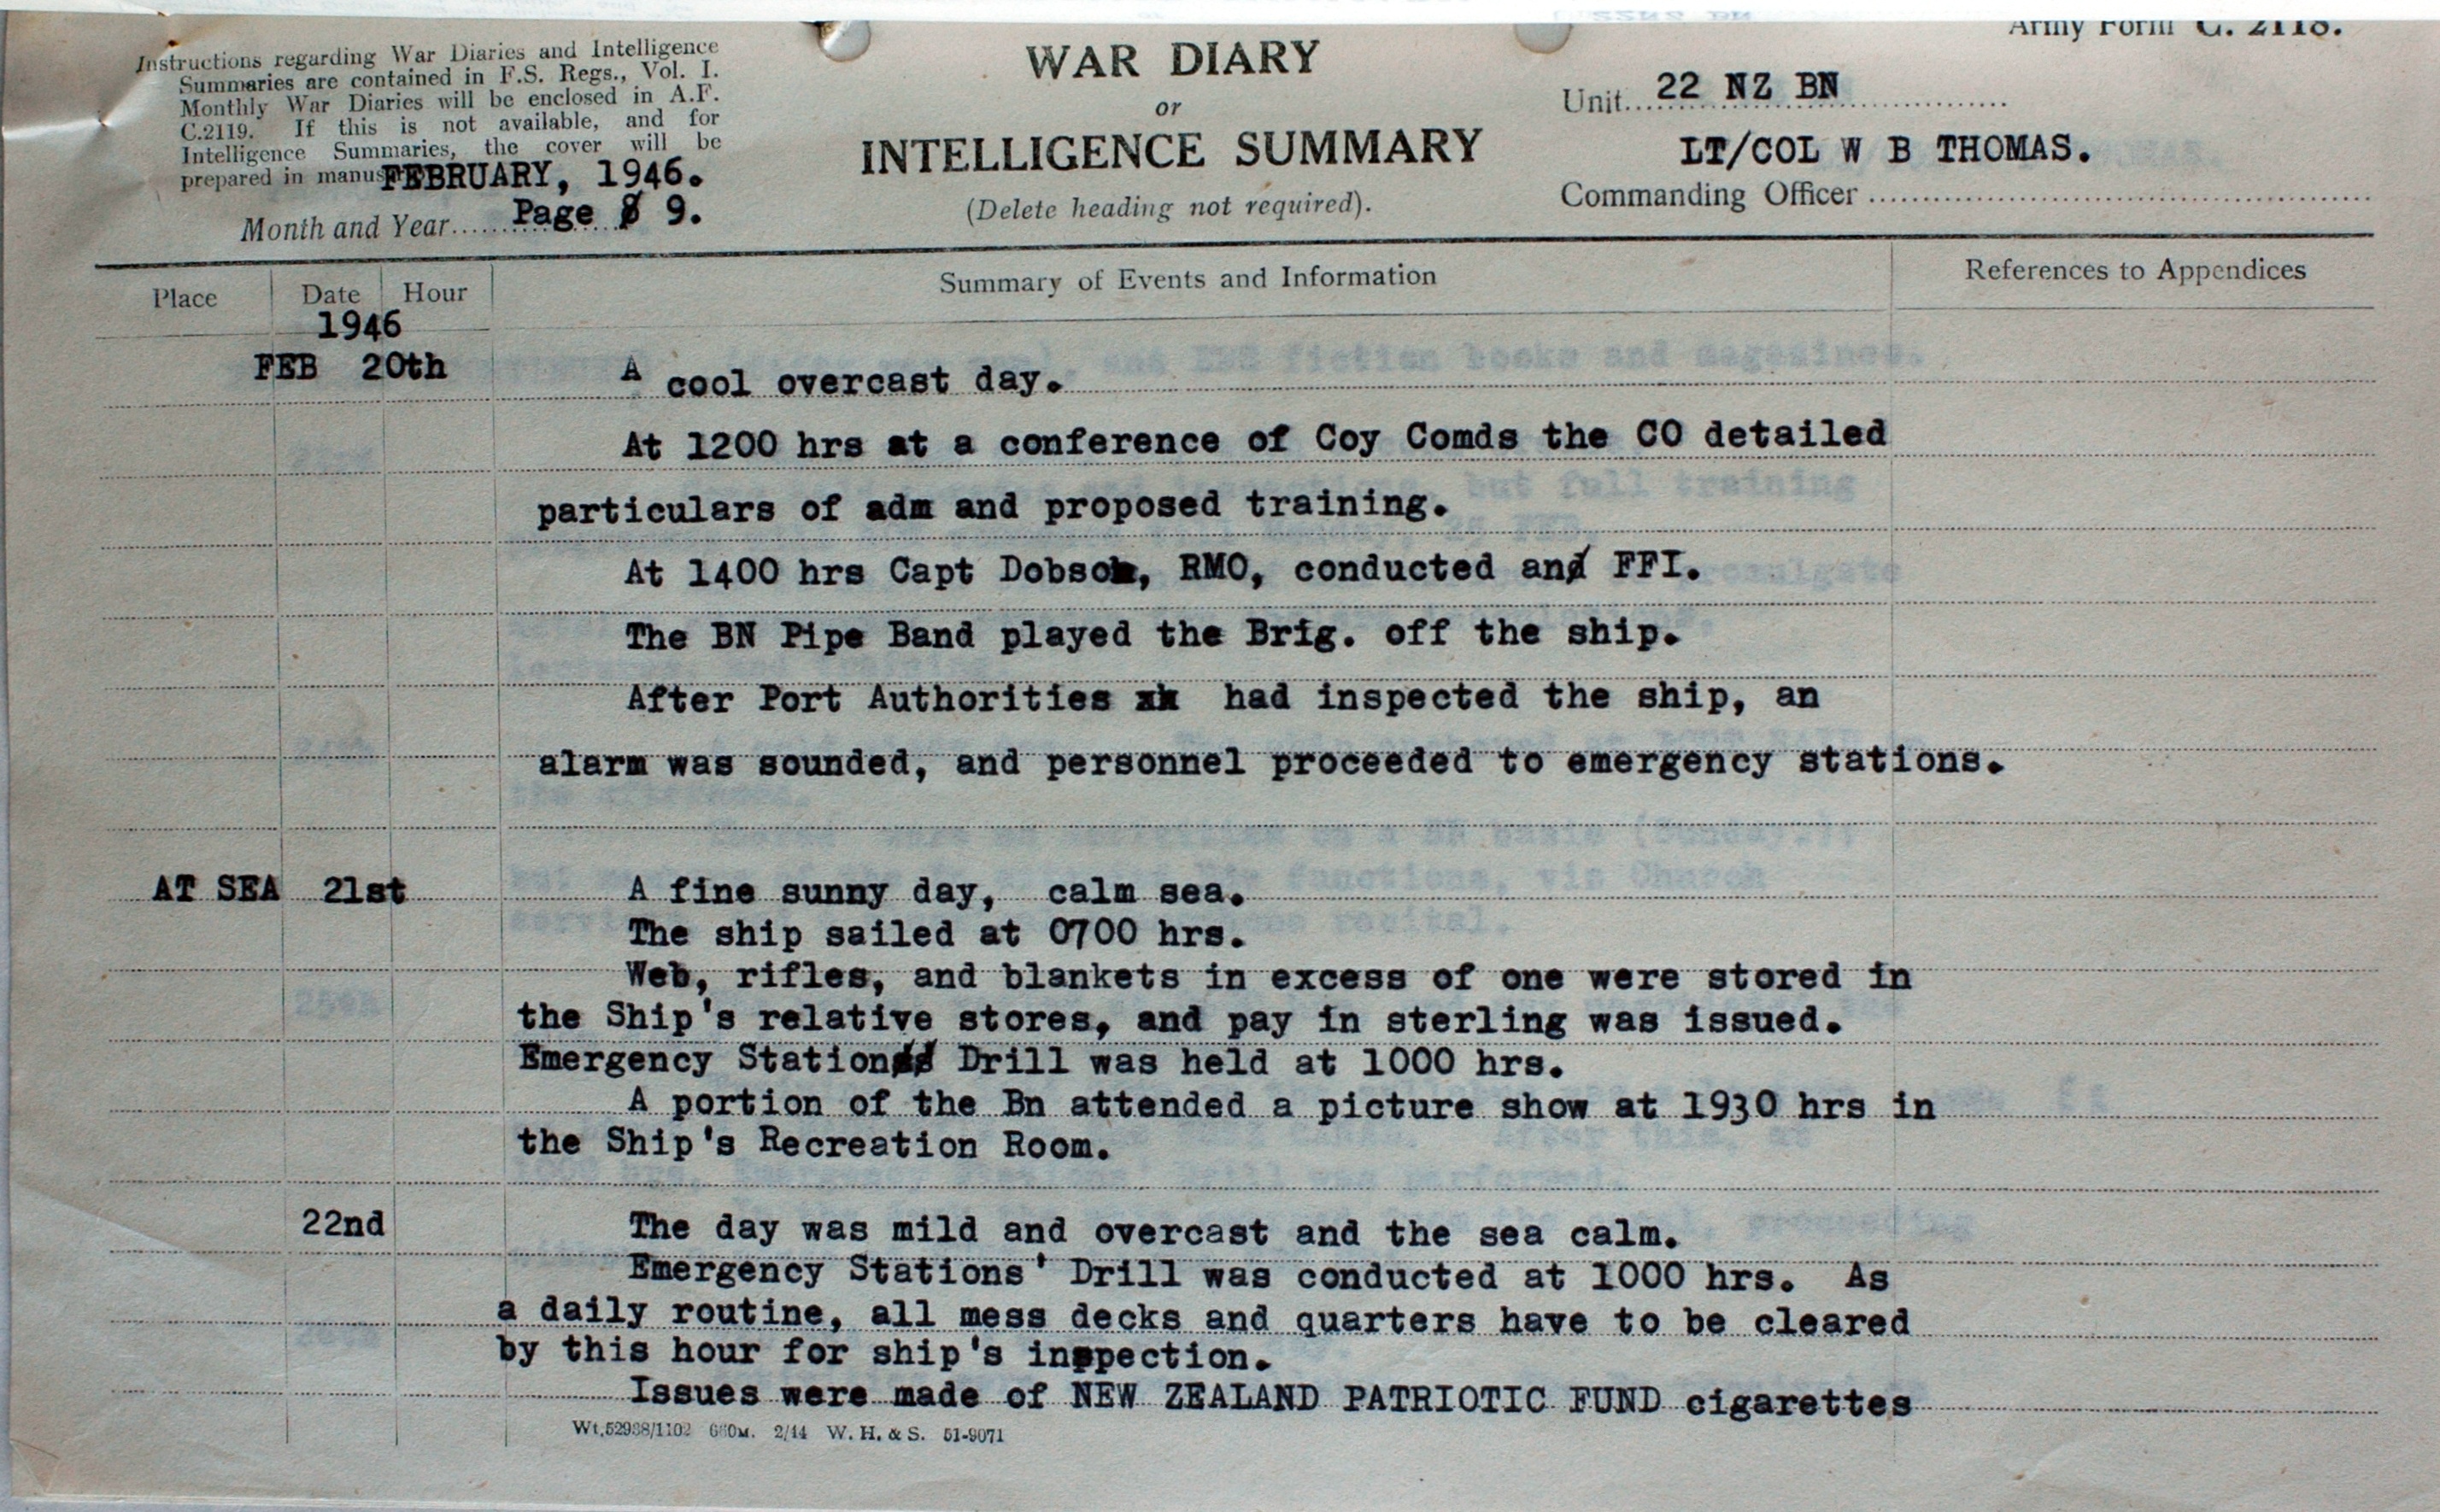 Army Form C. 2118.
Instructions regarding War Diaries and Intelligence
Summaries are contained in F.S. Regs., Vol. I.
Monthly War Diaries will be enclosed in A.F.
C.2119. If this is not available, and for
Intelligence Summaries, the cover will be
prepared in manus
FEBRUARY, 1946.
Month and Year......Page 8 9.
WAR DIARY
or
INTELLIGENCE SUMMARY
(Delete heading not required).
Unit...22 NZ BN
LT/COL W B THOMAS.
Commanding Officer
Place Date Hour Summary of Events and Information References to Appendices
1946
FEB 20th A cool overcast day.
At 1200 hrs at a conference of Coy Comds the CO detailed
particulars of adm and proposed training.
At 1400 hrs Capt Dobson, RMO, conducted and FFI.
The BN Pipe Band played the Brig. off the ship.
After Port Authorities had inspected the ship, an
alarm was sounded, and personnel proceeded to emergency stations.
AT SEA 21st A fine sunny day, calm sea.
The ship sailed at 0700 hrs.
Web, rifles, and blankets in excess of one were stored in
the Ship's relative stores, and pay in sterling was issued.
Emergency Station Drill was held at 1000 hrs.
A portion of the Bn attended a picture show at 1930 hrs in
the Ship's Recreation Room.
22nd The day was mild and overcast and the sea calm.
Emergency Stations' Drill was conducted at 1000 hrs. As
a daily routine, all mess decks and quarters have to be cleared
by this hour for ship's inspection.
Issues were made of NEW ZEALAND PATRIOTIC FUND cigarettes
Wt.52938/1102 660M. 2/44 W. H. & S. 51-9071